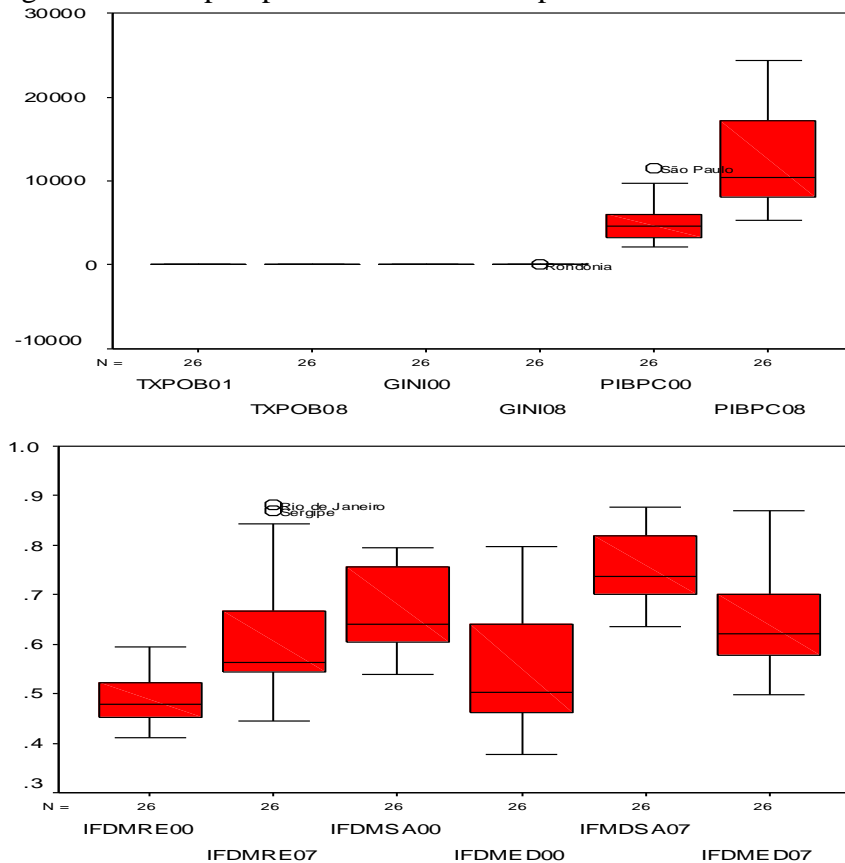 30000
20000
10000
0
-10000
São Paulo
Rondônia
N = 26 26 26 26 26 26
TXPOB01 GINI00 PIBPC00
TXPOB08 GINI08 PIBPC08
1.0
.9
.8
.7
.6
.5
.4
.3
Rio de Janeiro
Sergipe
N = 26 26 26 26 26 26
IFDMRE00 IFDMSA00 IFMDSA07
IFDMRE07 IFDMED00 IFDMED07